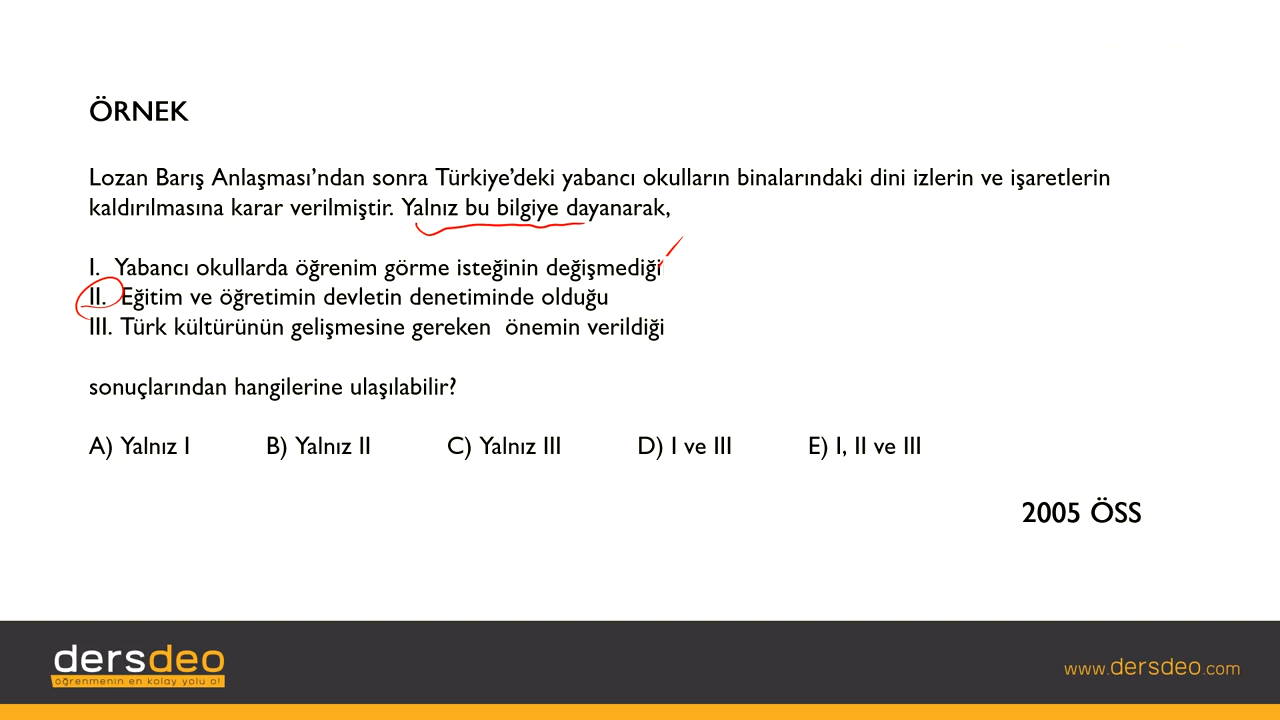 ÖRNEK
Lozan Barış Anlaşması’ndan sonra Türkiye’deki yabancı okulların binalarındaki dini izlerin ve işaretlerin
kaldırılmasına karar verilmiştir. Yalnız bu bilgiye dayanarak,
I. Yabancı okullarda öğrenim görme isteğinin değişmediği
II. Eğitim ve öğretimin devletin denetiminde olduğu
III. Türk kültürünün gelişmesine gereken önemin verildiği
sonuçlarından hangilerine ulaşılabilir?
A) Yalnız I B) Yalnız II C) Yalnız III D) I ve III E) I, II ve III
2005 ÖSS
dersdeo
öğrenmenin en kolay yolu o!
www.dersdeo.com